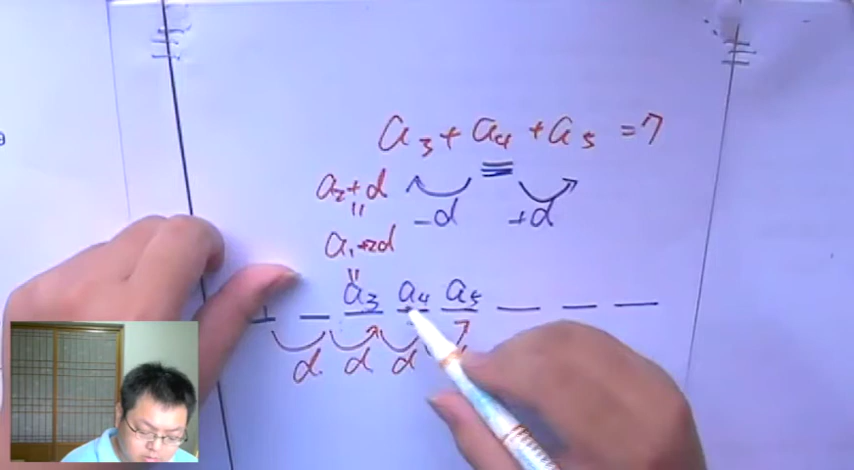 a₃ + a₄ + a₅ = 7
a₂+d
-d +d
=
a₁+2d
=
a₃ a₄ a₅
d. d d